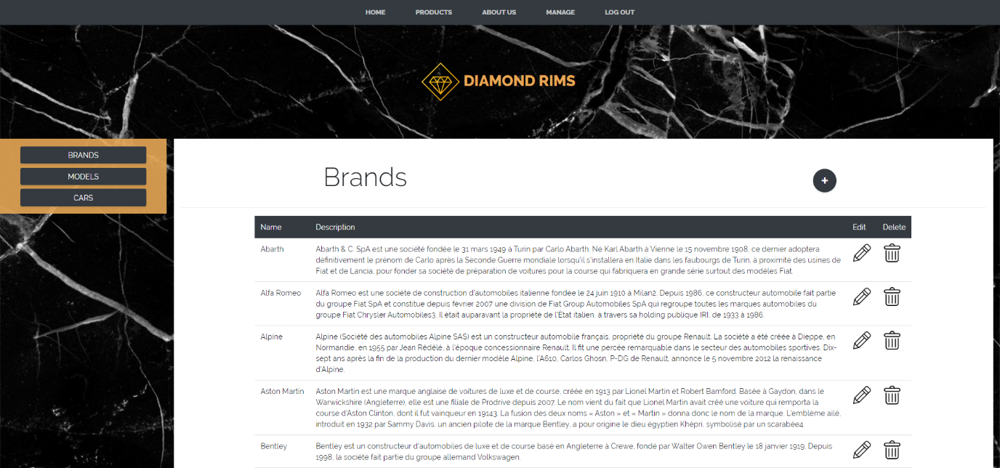 HOME PRODUCTS ABOUT US MANAGE LOG OUT
DIAMOND RIMS
BRANDS
MODELS
CARS
Brands
+
Name Description Edit Delete
Abarth Abarth & C. SpA est une société fondée le 31 mars 1949 à Turin par Carlo Abarth. Né Karl Abarth à Vienne le 15 novembre 1908, ce dernier adoptera
définitivement le prénom de Carlo après la Seconde Guerre mondiale lorsqu'il s'installera en Italie dans les faubourgs de Turin, à proximité des usines de
Fiat et de Lancia, pour fonder sa société de préparation de voitures pour la course qui fabriquera en grande série surtout des modèles Fiat.
Alfa Romeo Alfa Romeo est une société de construction d'automobiles italienne fondée le 24 juin 1910 à Milan2. Depuis 1986, ce constructeur automobile fait partie
du groupe Fiat SpA et constitue depuis février 2007 une division de Fiat Group Automobiles SpA qui regroupe toutes les marques automobiles du
groupe Fiat Chrysler Automobiles3. Il était auparavant la propriété de l'État italien, à travers sa holding publique IRI, de 1933 à 1986.
Alpine Alpine (Société des automobiles Alpine SAS) est un constructeur automobile français, propriété du groupe Renault. La société a été créée à Dieppe, en
Normandie, en 1955 par Jean Rédélé, à l'époque concessionnaire Renault. Il fit une percée remarquable dans le secteur des automobiles sportives. Dix-
sept ans après la fin de la production du dernier modèle Alpine, l'A610, Carlos Ghosn, P-DG de Renault, annonce le 5 novembre 2012 la renaissance
d'Alpine.
Aston Martin Aston Martin est une marque anglaise de voitures de luxe et de course, créée en 1913 par Lionel Martin et Robert Bamford. Basée à Gaydon, dans le
Warwickshire (Angleterre), elle est une filiale de Prodrive depuis 2007. Le nom vient du fait que Lionel Martin avait créé une voiture qui remporta la
course d'Aston Clinton, dont il fut vainqueur en 19143. La fusion des deux noms « Aston » et « Martin » donna donc le nom de la marque. L'emblème ailé,
introduit en 1932 par Sammy Davis, un ancien pilote de la marque Bentley, a pour origine le dieu égyptien Khépri, symbolisé par un scarabée4.
Bentley Bentley est un constructeur d'automobiles de luxe et de course basé en Angleterre à Crewe, fondé par Walter Owen Bentley le 18 janvier 1919. Depuis
1998, la société fait partie du groupe allemand Volkswagen.